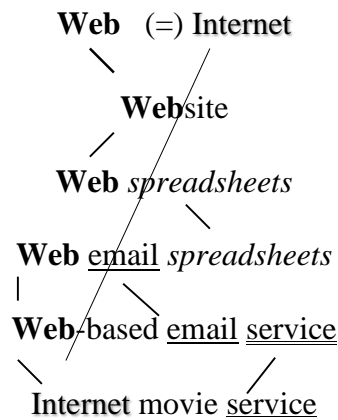 Web (=) Internet
Website
Web spreadsheets
Web email spreadsheets
Web-based email service
Internet movie service